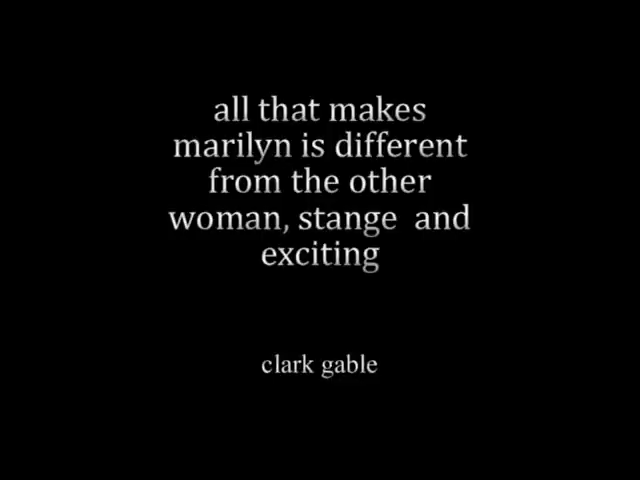 all that makes
marilyn is different
from the other
woman, stange  and
exciting
clark gable